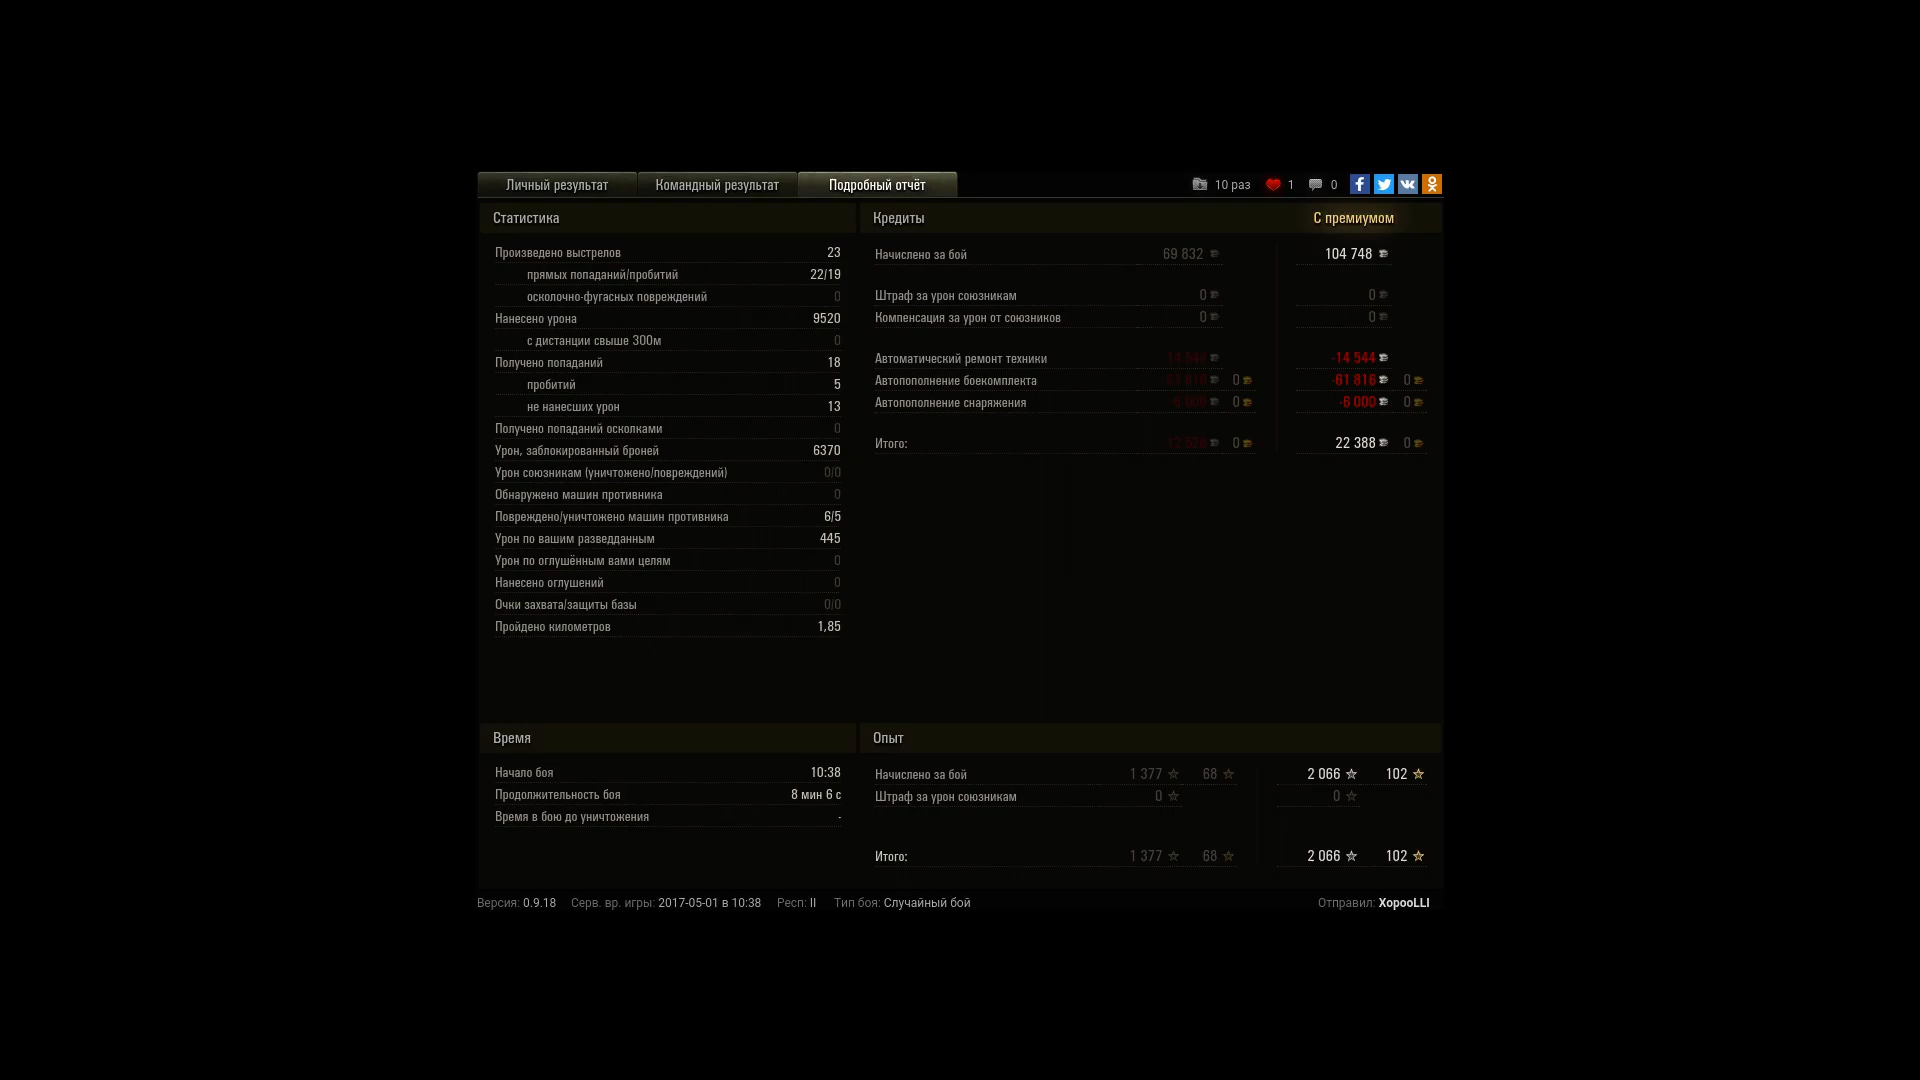 Личный результат Командный результат Подробный отчёт 10 раз 1 0
Статистика
Произведено выстрелов 23
прямых попаданий/пробитий 22/19
осколочно-фугасных повреждений 0
Нанесено урона 9520
с дистанции свыше 300м 0
Получено попаданий 18
пробитий 5
не нанесших урон 13
Получено попаданий осколками 0
Урон, заблокированный броней 6370
Урон союзникам (уничтожено/повреждений) 0/0
Обнаружено машин противника 0
Повреждено/уничтожено машин противника 6/5
Урон по вашим разведданным 445
Урон по оглушённым вами целям 0
Нанесено оглушений 0
Очки захвата/защиты базы 0/0
Пройдено километров 1,85
Кредиты С премиумом
Начислено за бой 69 832 104 748
Штраф за урон союзникам 0 0
Компенсация за урон от союзников 0 0
Автоматический ремонт техники -14 544 -14 544
Автопополнение боекомплекта -61 816 0 -61 816 0
Автопополнение снаряжения -6 000 0 -6 000 0
Итого: 0 22 388 0
Время
Начало боя 10:38
Продолжительность боя 8 мин 6 с
Время в бою до уничтожения -
Опыт
Начислено за бой 1 377 68 2 066 102
Штраф за урон союзникам 0 0
Итого: 1 377 68 2 066 102
Версия: 0.9.18 Серв. вр. игры: 2017-05-01 в 10:38 Респ: II Тип боя: Случайный бой Отправил: XopooLLI